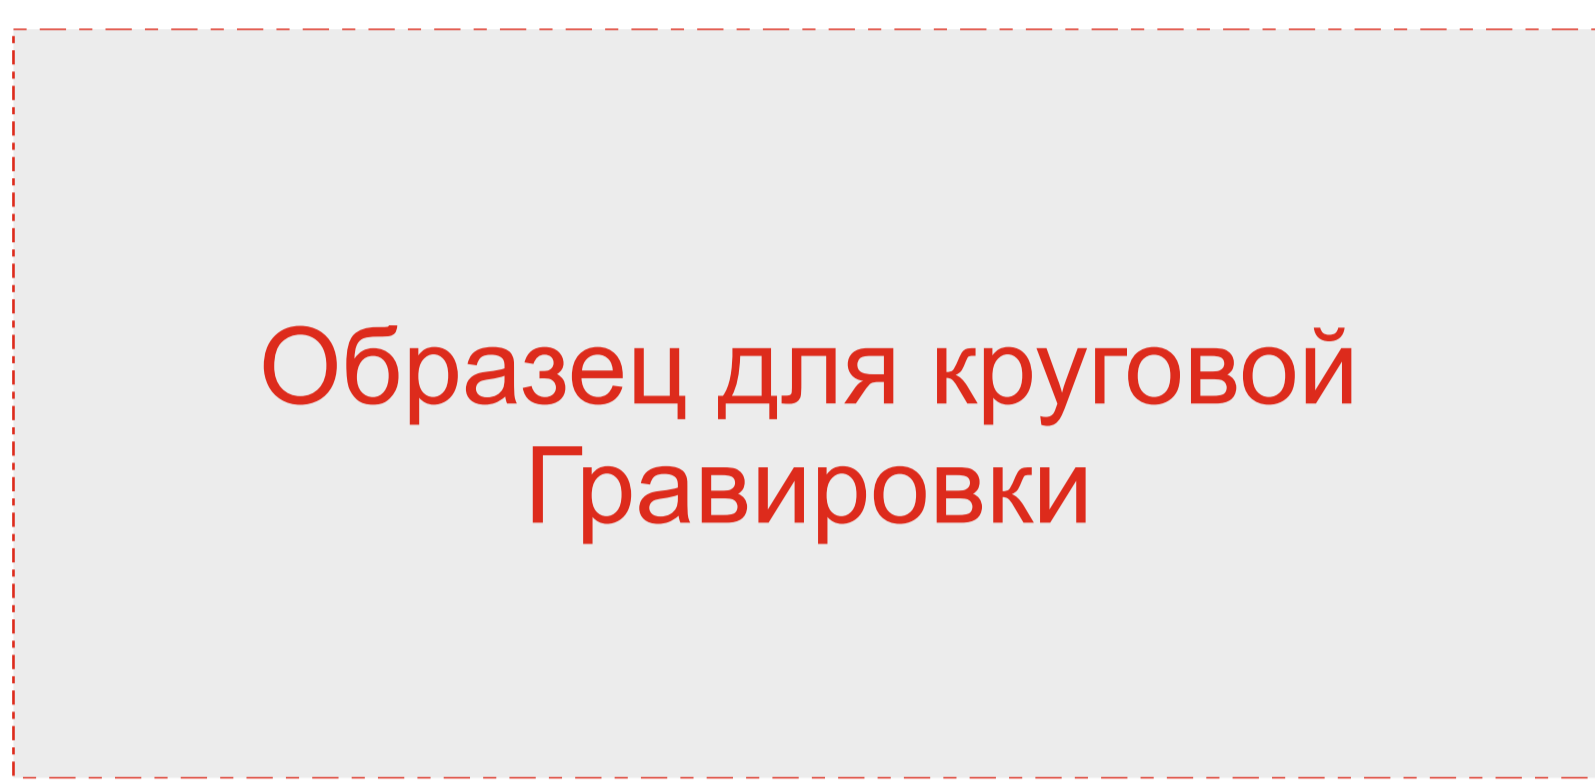 Образец для круговой
Гравировки